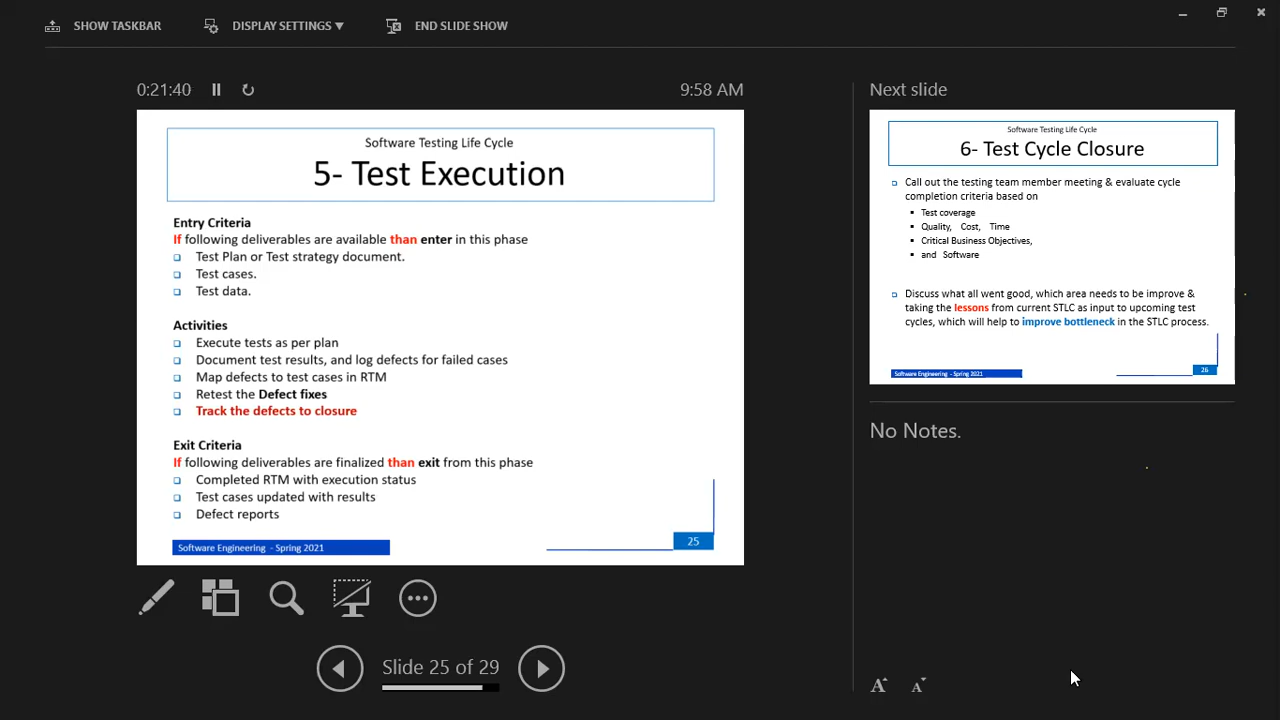 SHOW TASKBAR
DISPLAY SETTINGS ▼
END SLIDE SHOW
0:21:40
9:58 AM
Software Testing Life Cycle
5- Test Execution
Entry Criteria
If following deliverables are available than enter in this phase
Test Plan or Test strategy document.
Test cases.
Test data.
Activities
Execute tests as per plan
Document test results, and log defects for failed cases
Map defects to test cases in RTM
Retest the Defect fixes
Track the defects to closure
Exit Criteria
If following deliverables are finalized than exit from this phase
Completed RTM with execution status
Test cases updated with results
Defect reports
Software Engineering - Spring 2021
25
Slide 25 of 29
Next slide
Software Testing Life Cycle
6- Test Cycle Closure
Call out the testing team member meeting & evaluate cycle
completion criteria based on
Test coverage
Quality, Cost, Time
Critical Business Objectives,
and Software
Discuss what all went good, which area needs to be improve &
taking the lessons from current STLC as input to upcoming test
cycles, which will help to improve bottleneck in the STLC process.
Software Engineering - Spring 2021
26
No Notes.
A A